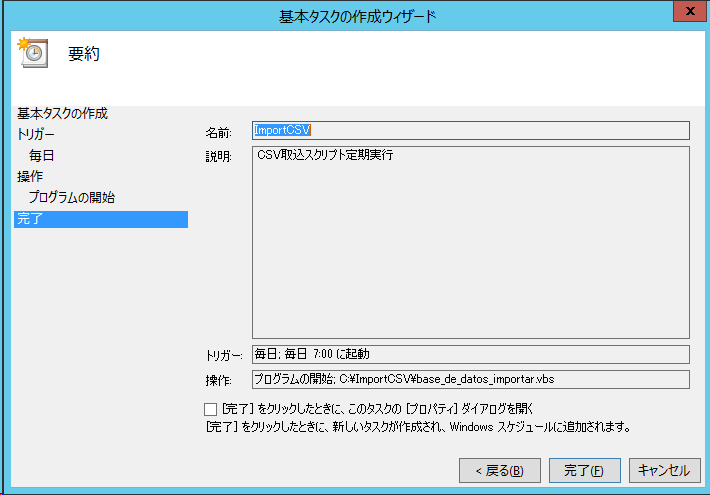 基本タスクの作成ウィザード
x
要約
基本タスクの作成
トリガー
毎日
操作
プログラムの開始
完了
名前: ImportCSV
説明: CSV取込スクリプト定期実行
トリガー: 毎日; 毎日 7:00 に起動
操作: プログラムの開始; C:¥ImportCSV¥base_de_datos_importar.vbs
[完了] をクリックしたときに、このタスクの [プロパティ] ダイアログを開く
[完了] をクリックしたときに、新しいタスクが作成され、Windows スケジュールに追加されます。
< 戻る(B) 完了(F) キャンセル